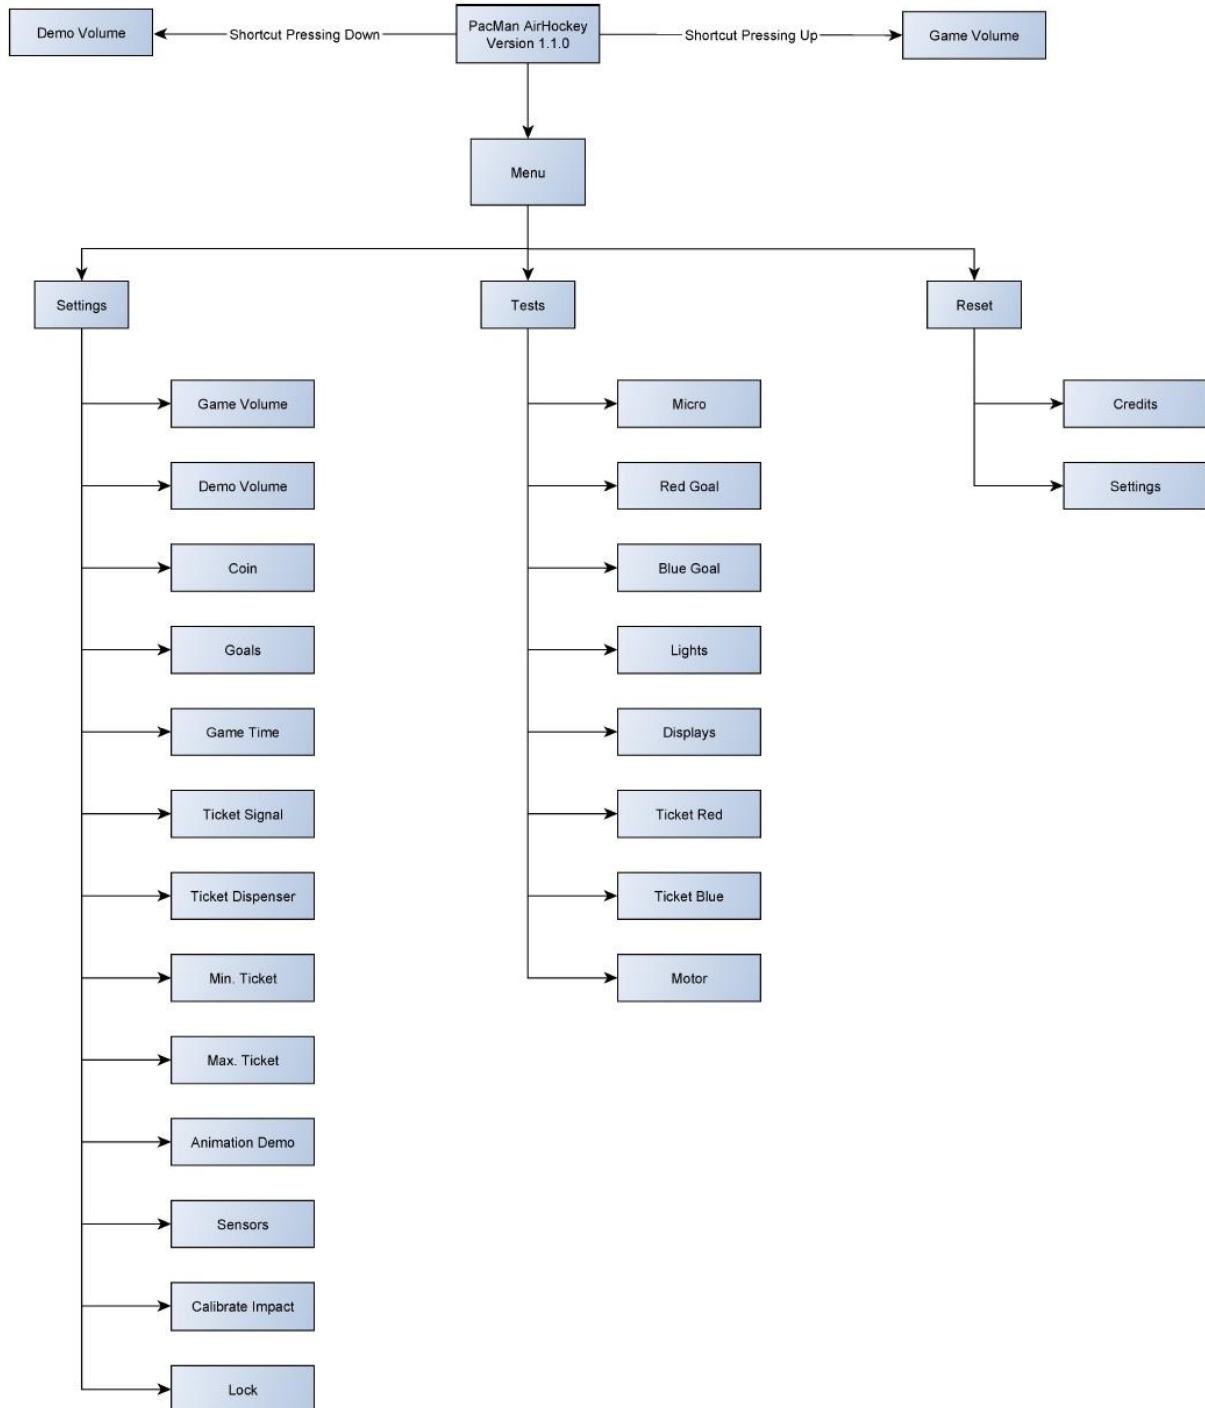 Demo Volume
Shortcut Pressing Down
PacMan AirHockey
Version 1.1.0
Shortcut Pressing Up
Game Volume
Menu
Settings
Tests
Reset
Game Volume
Demo Volume
Coin
Goals
Game Time
Ticket Signal
Ticket Dispenser
Min. Ticket
Max. Ticket
Animation Demo
Sensors
Calibrate Impact
Lock
Micro
Red Goal
Blue Goal
Lights
Displays
Ticket Red
Ticket Blue
Motor
Credits
Settings